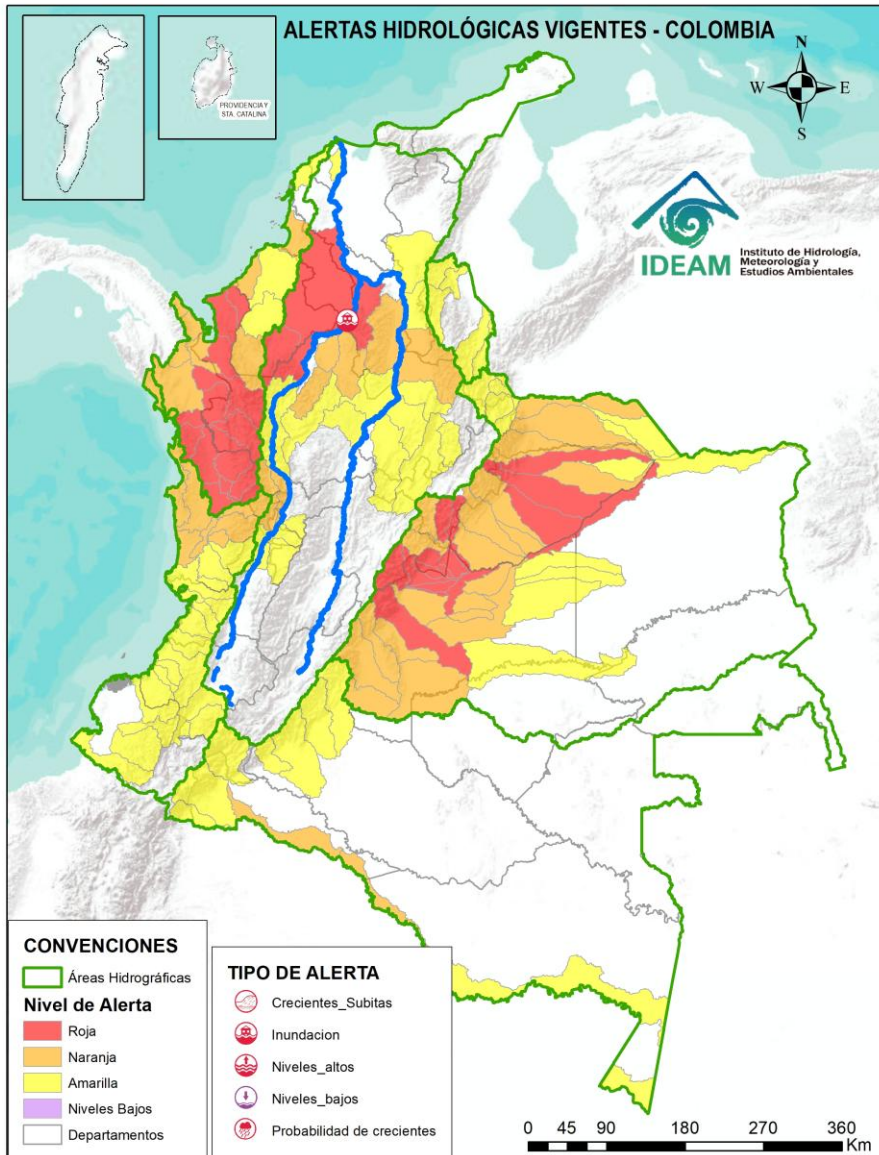 ALERTAS HIDROLÓGICAS VIGENTES - COLOMBIA
PROVIDENCIA Y
STA. CATALINA
N
W
E
S
IDEAM
Instituto de Hidrología,
Meteorología y
Estudios Ambientales
CONVENCIONES
Áreas Hidrográficas
Nivel de Alerta
Roja
Naranja
Amarilla
Niveles Bajos
Departamentos
TIPO DE ALERTA
Crecientes_Subitas
Inundacion
Niveles_altos
Niveles_bajos
Probabilidad de crecientes
0 45 90 180 270 360
Km